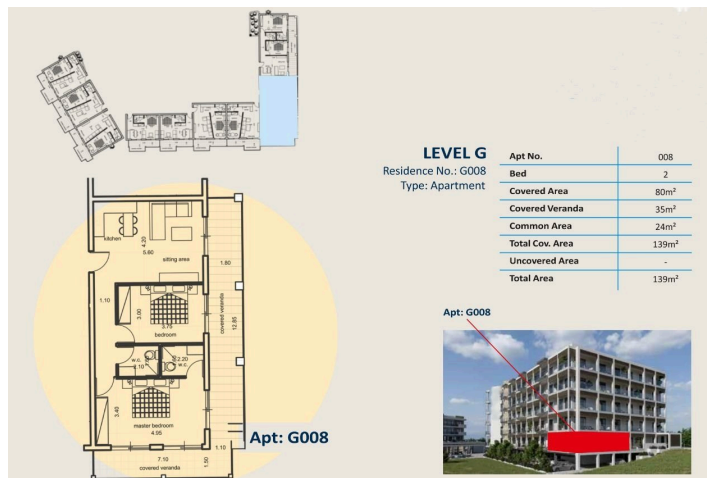 LEVEL G
Residence No.: G008
Type: Apartment
Apt No. 008
Bed 2
Covered Area 80m²
Covered Veranda 35m²
Common Area 24m²
Total Cov. Area 139m²
Uncovered Area -
Total Area 139m²
Apt: G008
kitchen
4.20
5.60
sitting area
1.80
1.10
3.00
3.75
bedroom
covered veranda
12.85
w.c.
2.10
2.20
w.c.
3.40
master bedroom
4.95
Apt: G008
1.10
7.10
covered veranda
1.50